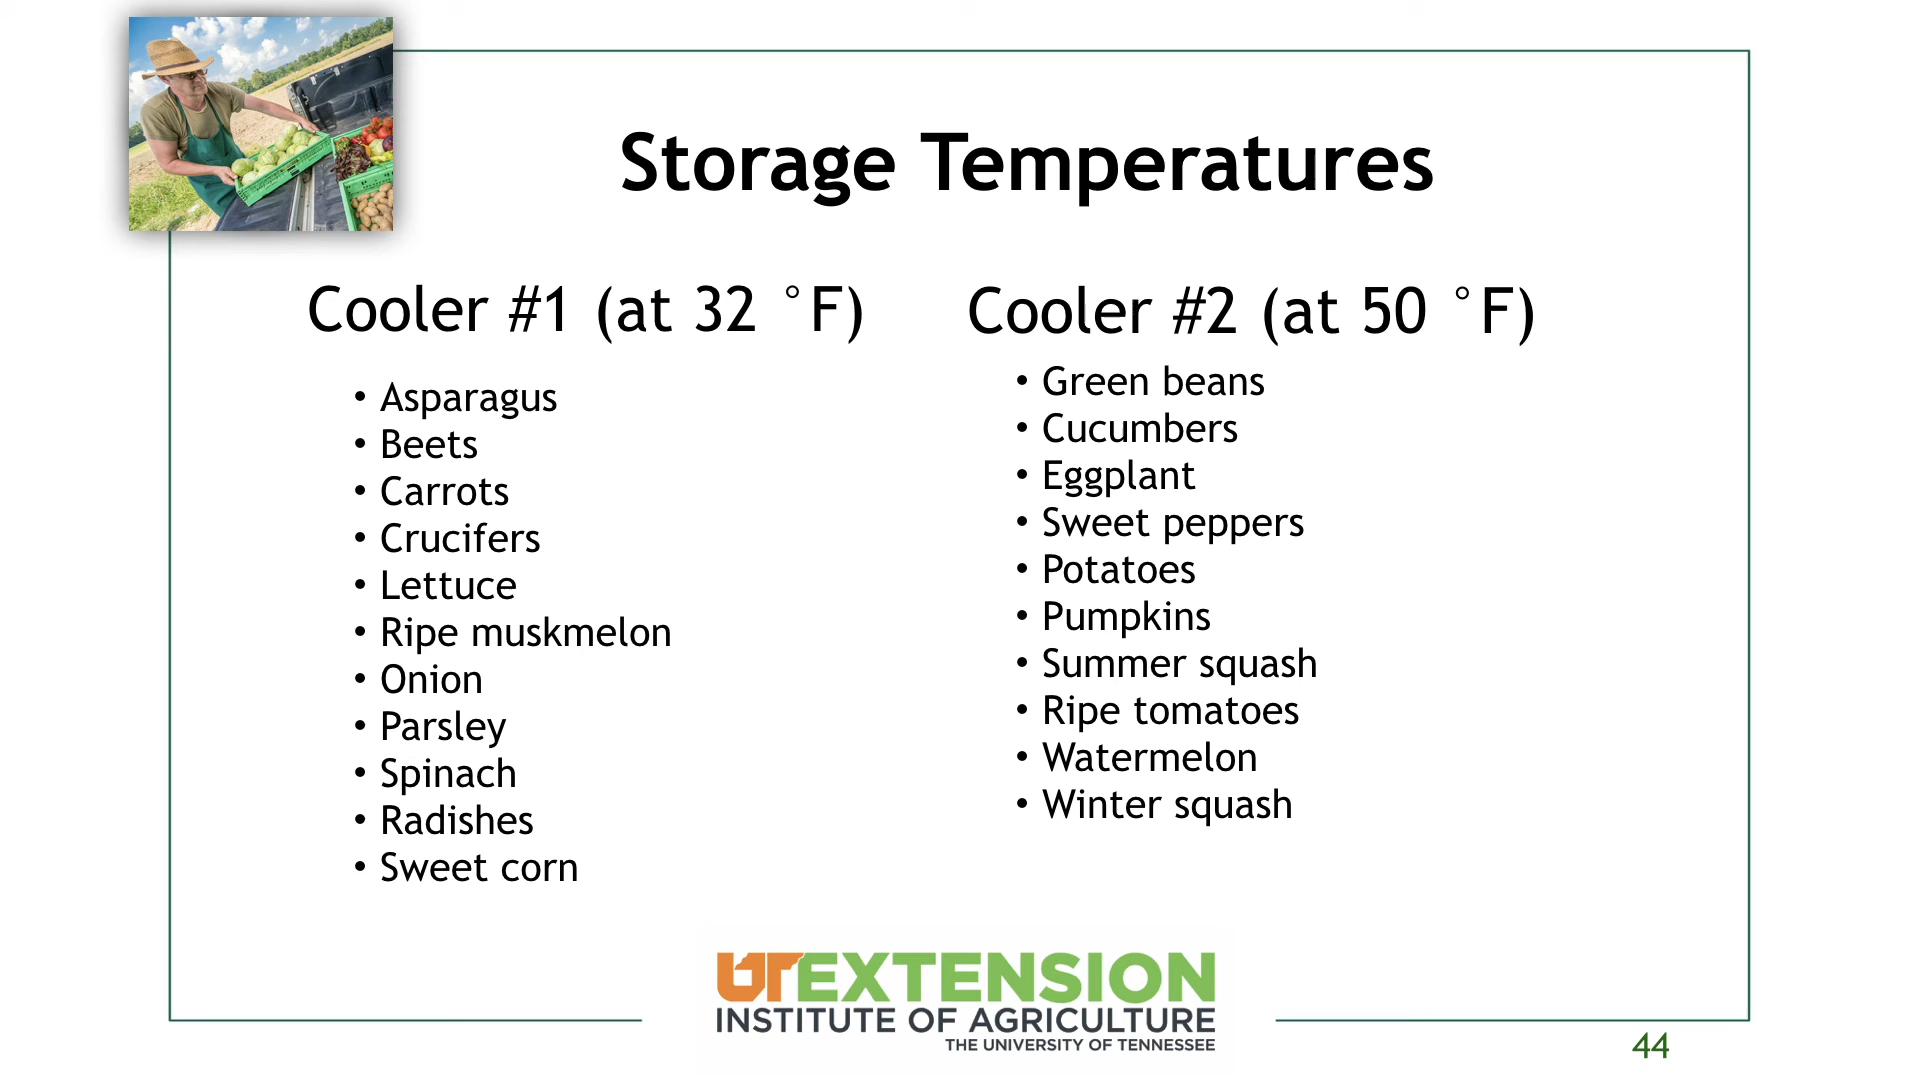 Storage Temperatures
Cooler #1 (at 32 °F)
• Asparagus
• Beets
• Carrots
• Crucifers
• Lettuce
• Ripe muskmelon
• Onion
• Parsley
• Spinach
• Radishes
• Sweet corn
Cooler #2 (at 50 °F)
• Green beans
• Cucumbers
• Eggplant
• Sweet peppers
• Potatoes
• Pumpkins
• Summer squash
• Ripe tomatoes
• Watermelon
• Winter squash
UTEXTENSION
INSTITUTE OF AGRICULTURE
THE UNIVERSITY OF TENNESSEE
44